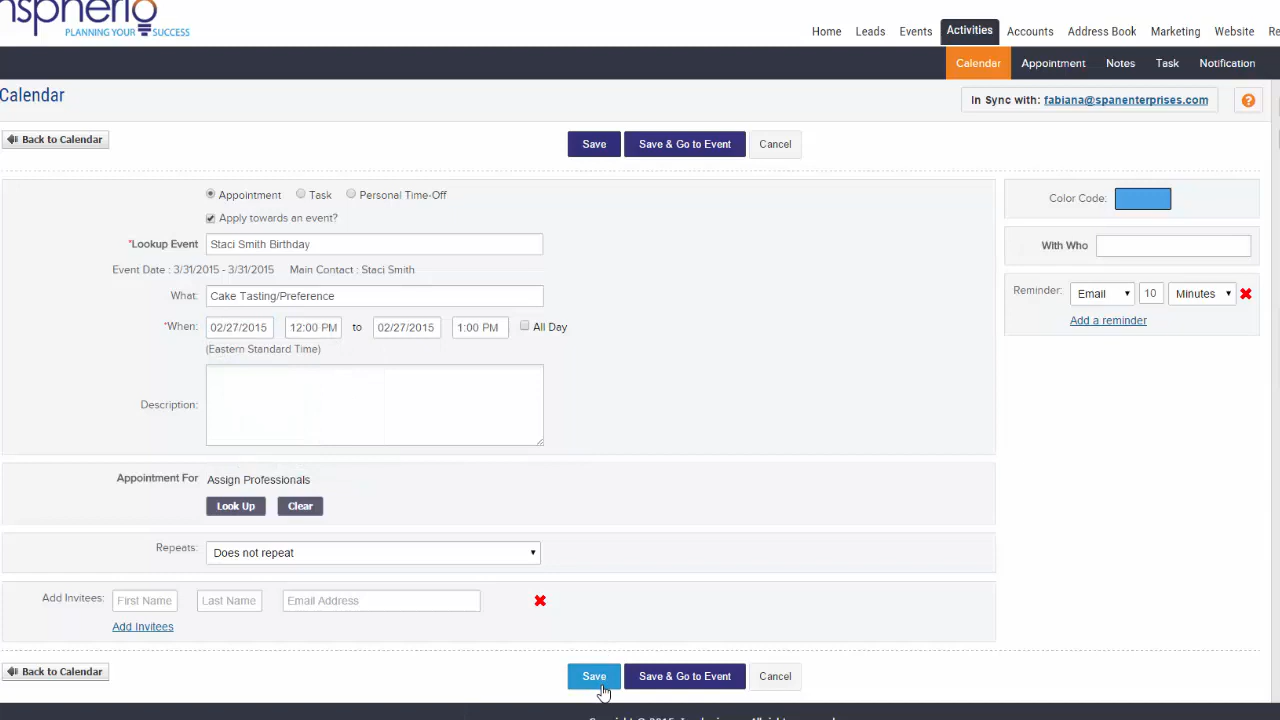 nspherio
PLANNING YOUR SUCCESS
Home Leads Events Activities Accounts Address Book Marketing Website Re
Calendar Appointment Notes Task Notification
Calendar
In Sync with: fabiana@spanenterprises.com ?
Back to Calendar
Save Save & Go to Event Cancel
Appointment Task Personal Time-Off
Apply towards an event?
*Lookup Event Staci Smith Birthday
Event Date : 3/31/2015 - 3/31/2015 Main Contact : Staci Smith
What: Cake Tasting/Preference
*When: 02/27/2015 12:00 PM to 02/27/2015 1:00 PM All Day
(Eastern Standard Time)
Description:
Appointment For Assign Professionals
Look Up Clear
Repeats: Does not repeat
Add Invitees: First Name Last Name Email Address
Add Invitees
Color Code:
With Who
Reminder: Email 10 Minutes
Add a reminder
Back to Calendar
Save Save & Go to Event Cancel